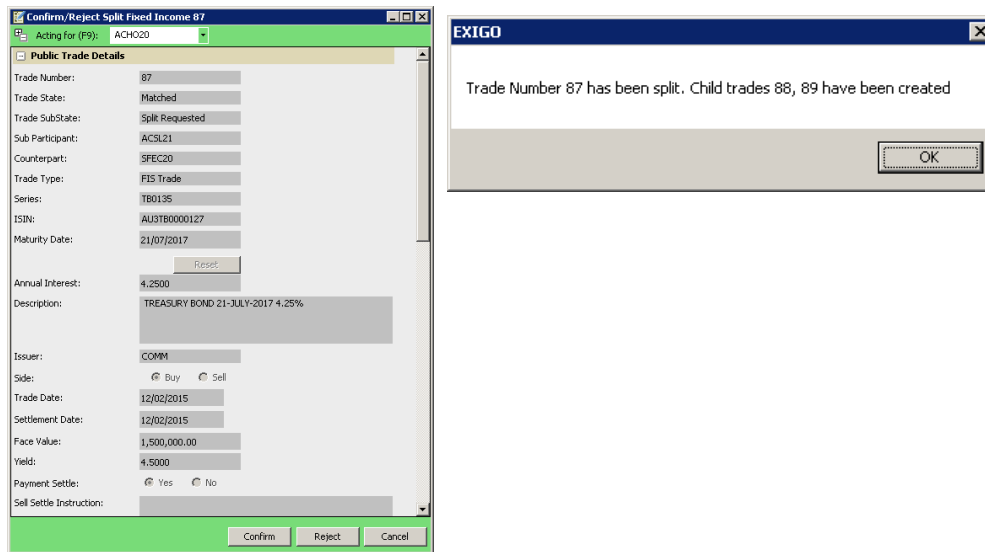 Confirm/Reject Split Fixed Income 87
Acting for (F9): ACHO20
Public Trade Details
Trade Number: 87
Trade State: Matched
Trade SubState: Split Requested
Sub Participant: ACSL21
Counterpart: SFEC20
Trade Type: FIS Trade
Series: TB0135
ISIN: AU3TB0000127
Maturity Date: 21/07/2017
Reset
Annual Interest: 4.2500
Description: TREASURY BOND 21-JULY-2017 4.25%
Issuer: COMM
Side: Buy Sell
Trade Date: 12/02/2015
Settlement Date: 12/02/2015
Face Value: 1,500,000.00
Yield: 4.5000
Payment Settle: Yes No
Sell Settle Instruction:
Confirm Reject Cancel
EXIGO
Trade Number 87 has been split. Child trades 88, 89 have been created
OK